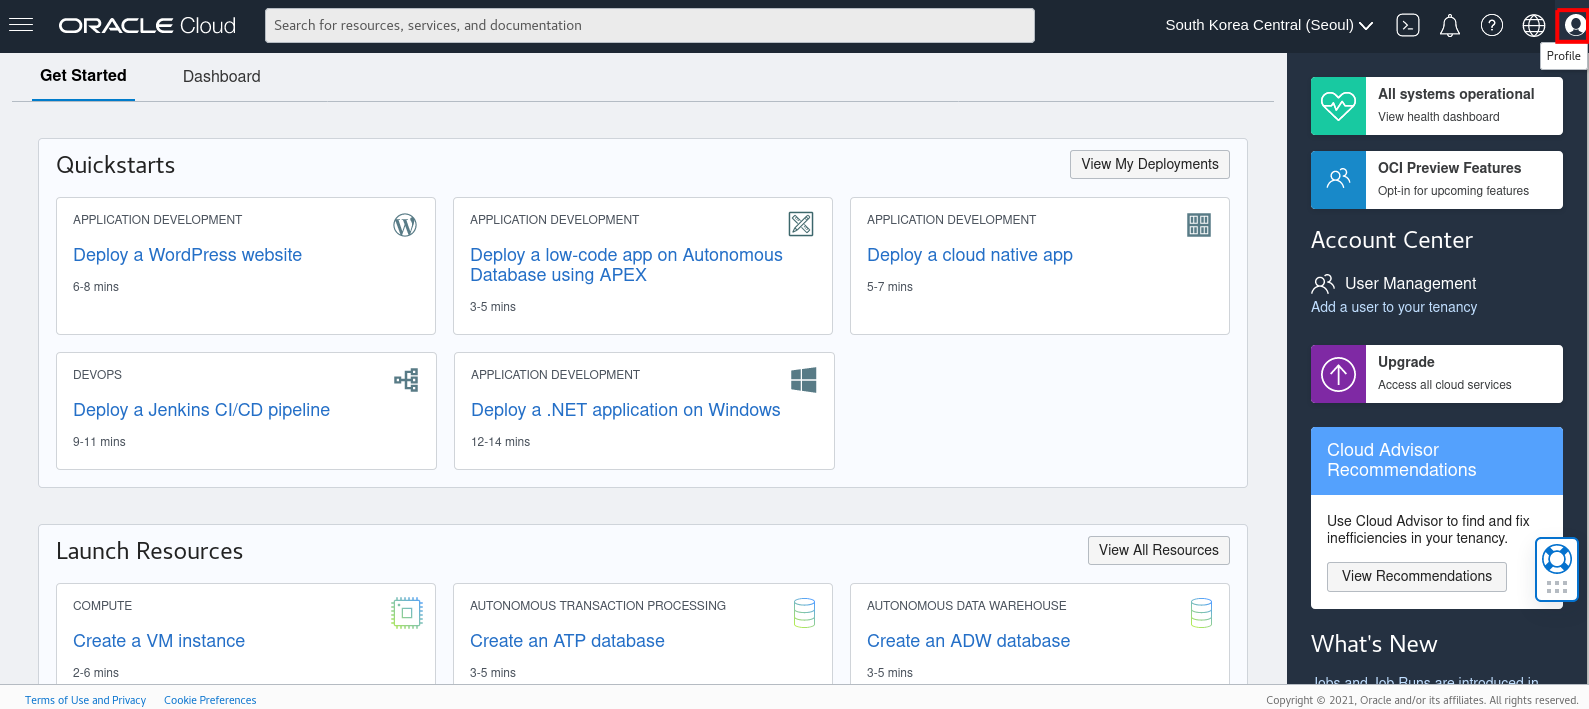 ORACLE Cloud
Search for resources, services, and documentation
South Korea Central (Seoul)
Profile
Get Started
Dashboard
Quickstarts
View My Deployments
APPLICATION DEVELOPMENT
Deploy a WordPress website
6-8 mins
APPLICATION DEVELOPMENT
Deploy a low-code app on Autonomous
Database using APEX
3-5 mins
APPLICATION DEVELOPMENT
Deploy a cloud native app
5-7 mins
DEVOPS
Deploy a Jenkins CI/CD pipeline
9-11 mins
APPLICATION DEVELOPMENT
Deploy a .NET application on Windows
12-14 mins
Launch Resources
View All Resources
COMPUTE
Create a VM instance
2-6 mins
AUTONOMOUS TRANSACTION PROCESSING
Create an ATP database
3-5 mins
AUTONOMOUS DATA WAREHOUSE
Create an ADW database
3-5 mins
All systems operational
View health dashboard
OCI Preview Features
Opt-in for upcoming features
Account Center
User Management
Add a user to your tenancy
Upgrade
Access all cloud services
Cloud Advisor
Recommendations
Use Cloud Advisor to find and fix
inefficiencies in your tenancy.
View Recommendations
What's New
Jobs and Job Runs are introduced in
Terms of Use and Privacy
Cookie Preferences
Copyright © 2021, Oracle and/or its affiliates. All rights reserved.